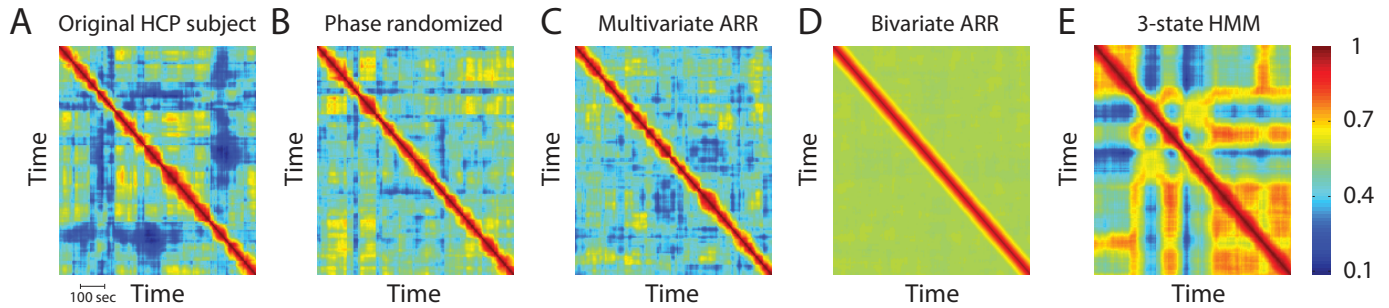 A Original HCP subject
B Phase randomized
C Multivariate ARR
D Bivariate ARR
E 3-state HMM
Time
Time
Time
Time
Time
1
0.7
0.4
0.1
100 sec
Time
Time
Time
Time
Time